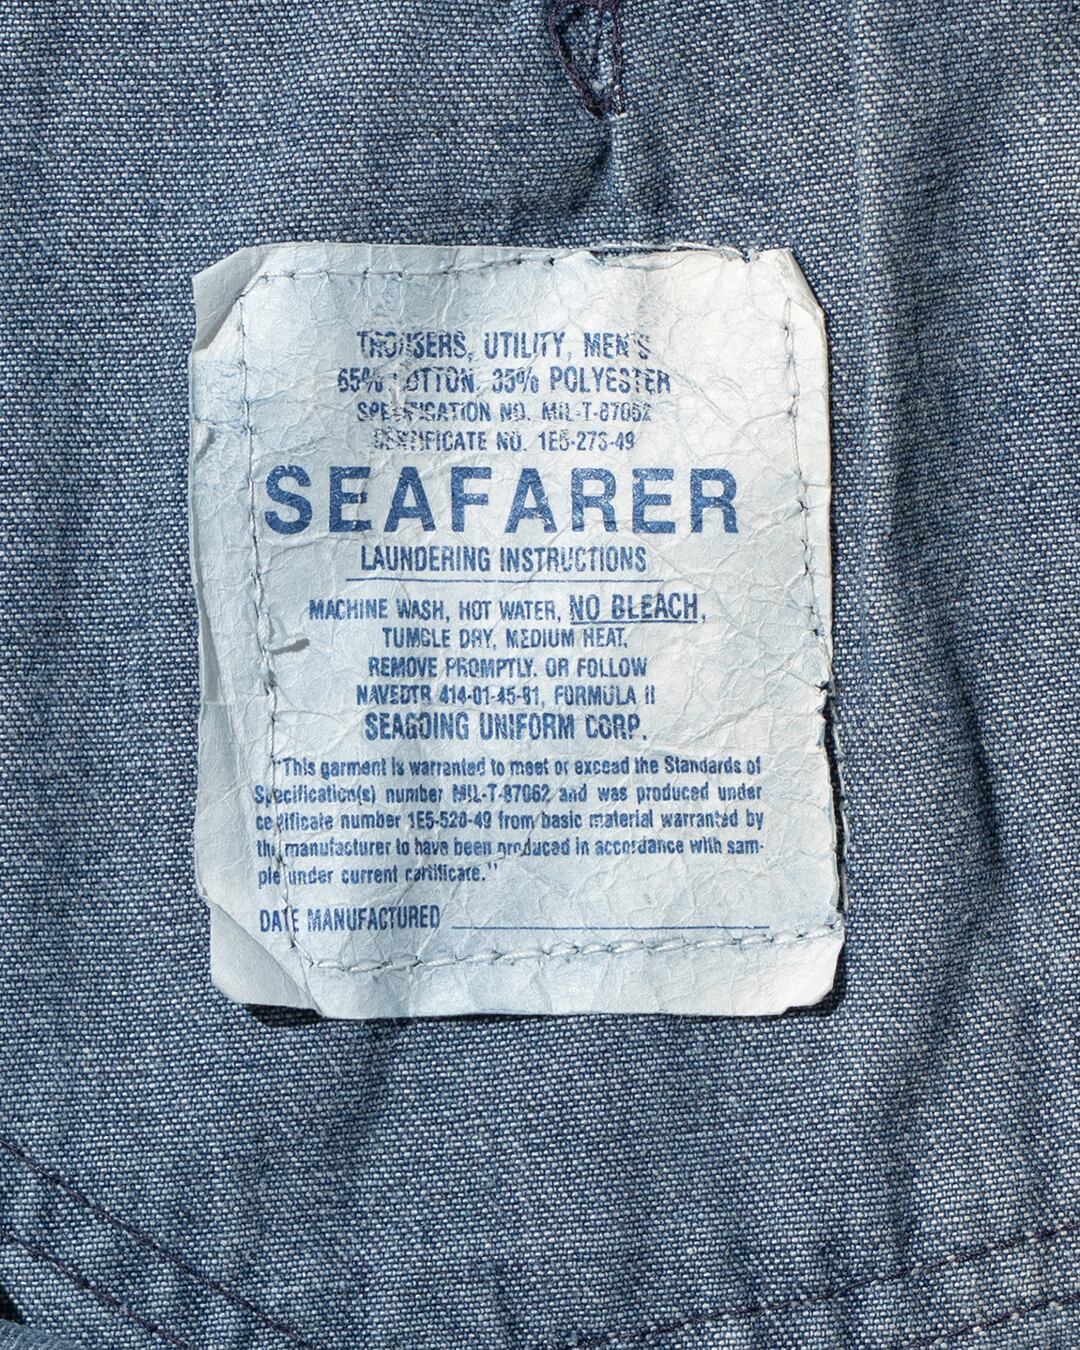 TROUSERS, UTILITY, MEN'S
65% COTTON, 35% POLYESTER
SPECIFICATION NO. MIL-T-87062
CERTIFICATE NO. 1E5-273-49
SEAFARER
LAUNDERING INSTRUCTIONS
MACHINE WASH, HOT WATER, NO BLEACH,
TUMBLE DRY, MEDIUM HEAT,
REMOVE PROMPTLY. OR FOLLOW
NAVEDTR 414-01-45-81, FORMULA II
SEAGOING UNIFORM CORP.
"This garment is warranted to meet or exceed the Standards of
Specification(s) number MIL-T-87062 and was produced under
certificate number 1E5-520-49 from basic material warranted by
the manufacturer to have been produced in accordance with sam-
ple under current certificate."
DATE MANUFACTURED